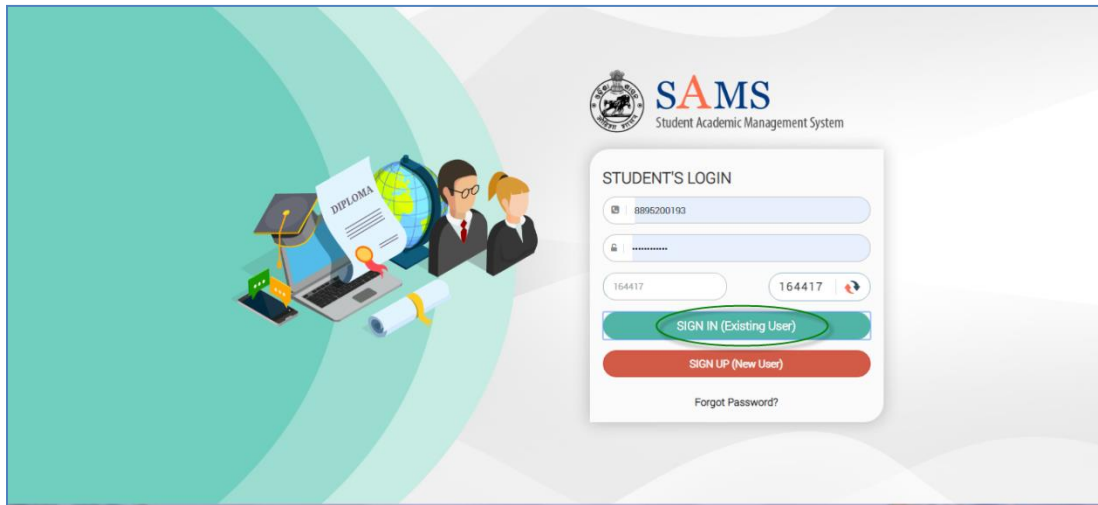 SAMS
Student Academic Management System
STUDENT'S LOGIN
8896200193
............
164417
164417
SIGN IN (Existing User)
SIGN UP (New User)
Forgot Password?
DIPLOMA